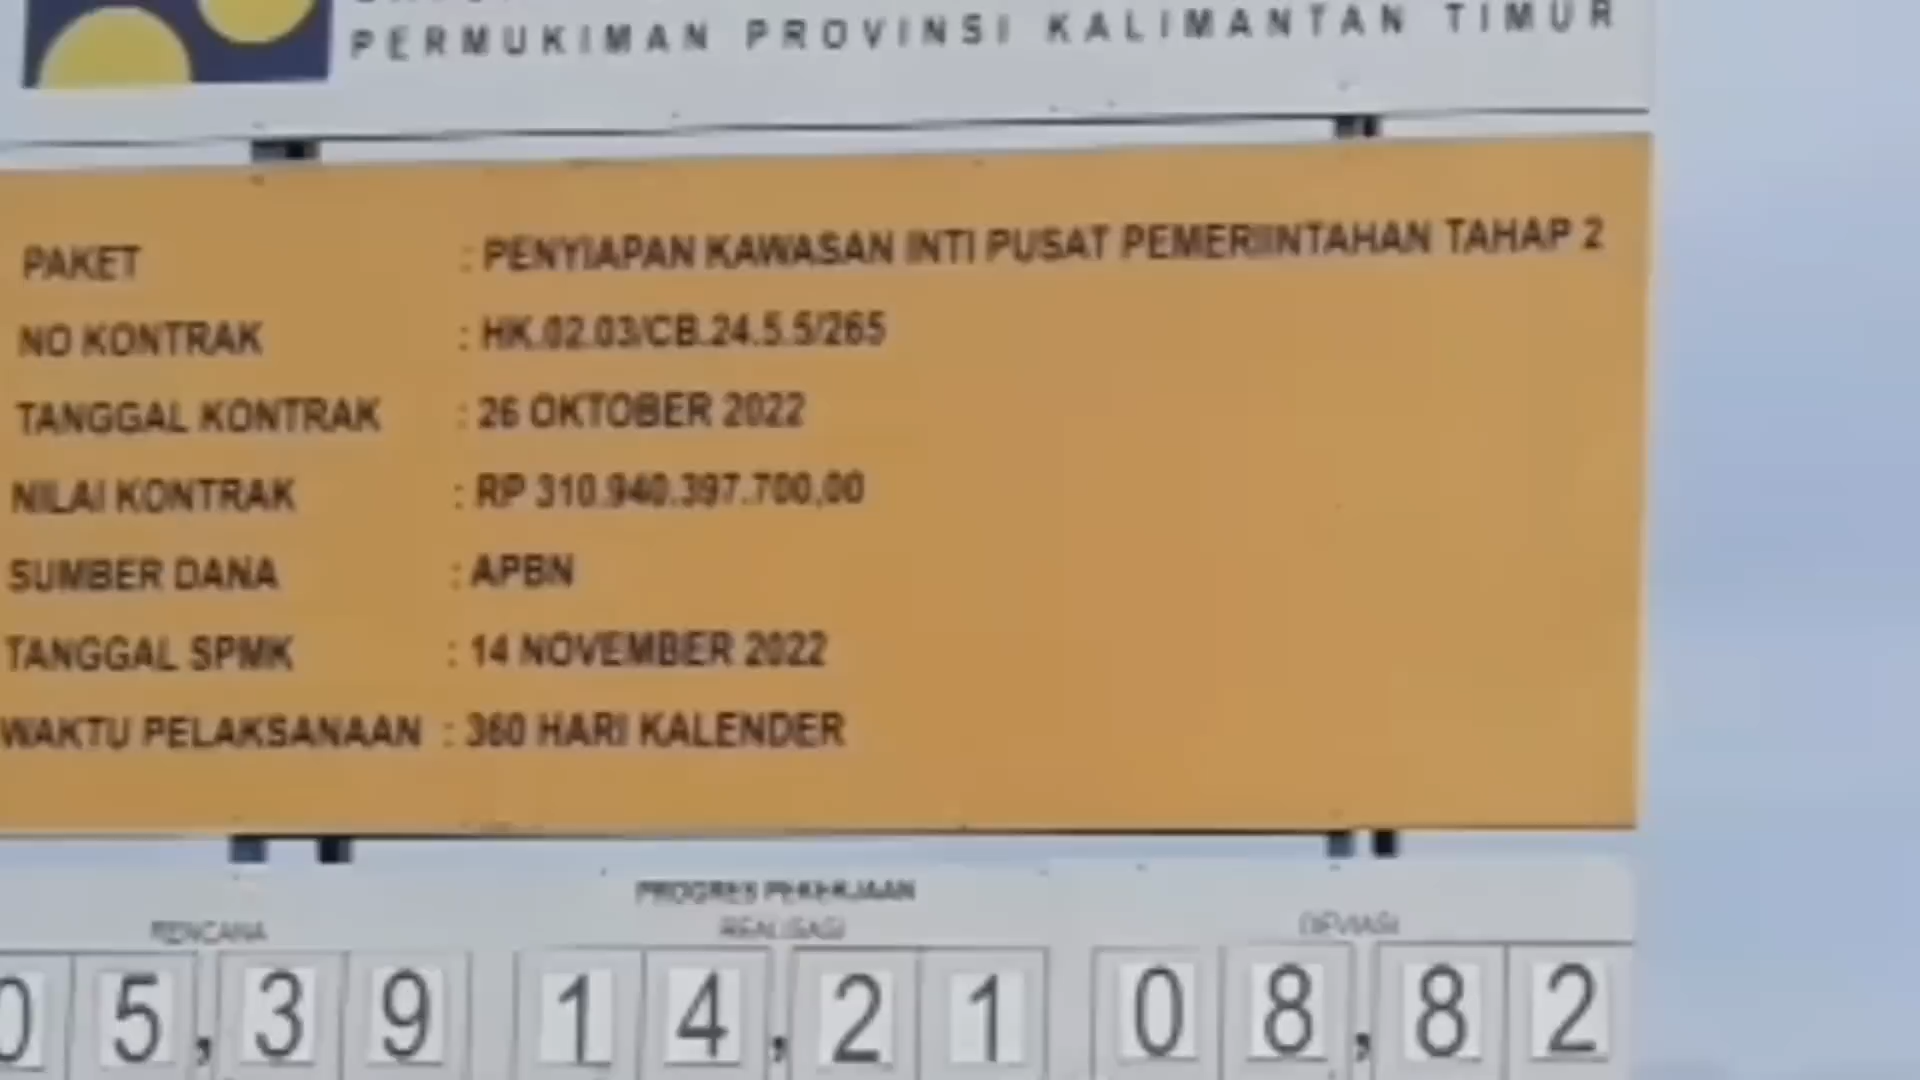 PERMUKIMAN PROVINSI KALIMANTAN TIMUR
PAKET : PENYIAPAN KAWASAN INTI PUSAT PEMERIINTAHAN TAHAP 2
NO KONTRAK : HK.02.03/CB.24.5.5/265
TANGGAL KONTRAK : 26 OKTOBER 2022
NILAI KONTRAK : RP 310.940.397.700,00
SUMBER DANA : APBN
TANGGAL SPMK : 14 NOVEMBER 2022
WAKTU PELAKSANAAN : 360 HARI KALENDER
PROGRES PEKERJAAN
RENCANA REALISASI DEVIASI
05,39 14,21 08,82